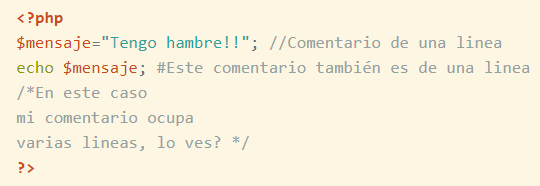 <?php
$mensaje="Tengo hambre!!"; //Comentario de una linea
echo $mensaje; #Este comentario también es de una linea
/*En este caso
mi comentario ocupa
varias lineas, lo ves? */
?>